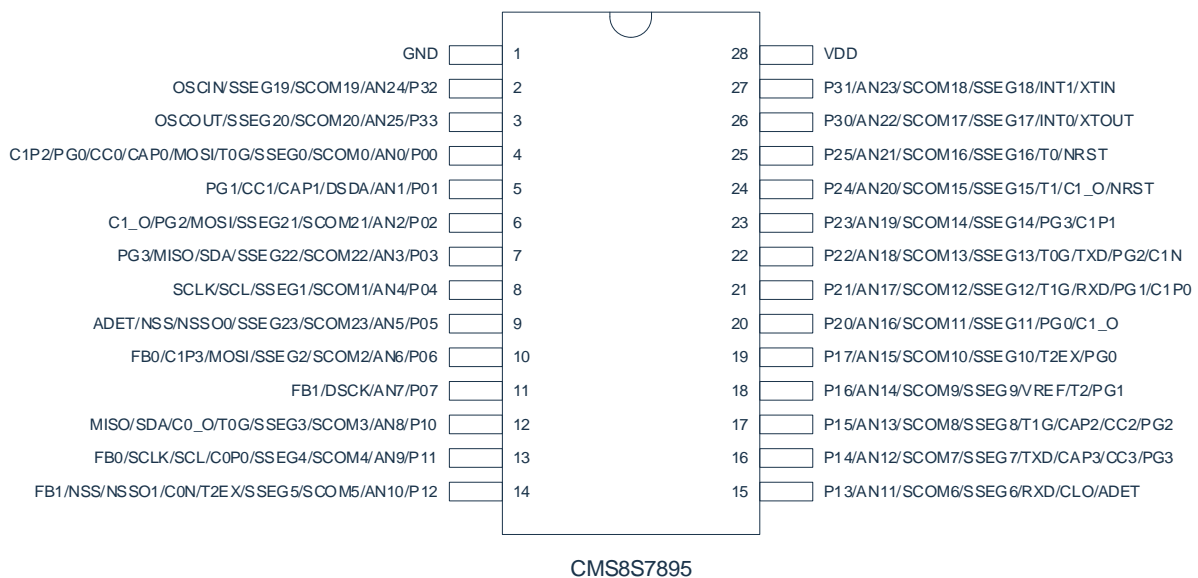 GND 1 28 VDD
OSCIN/SSEG19/SCOM19/AN24/P32 2 27 P31/AN23/SCOM18/SSEG18/INT1/XTIN
OSCOUT/SSEG20/SCOM20/AN25/P33 3 26 P30/AN22/SCOM17/SSEG17/INT0/XTOUT
C1P2/PG0/CC0/CAP0/MOSI/T0G/SSEG0/SCOM0/AN0/P00 4 25 P25/AN21/SCOM16/SSEG16/T0/NRST
PG1/CC1/CAP1/DSDA/AN1/P01 5 24 P24/AN20/SCOM15/SSEG15/T1/C1_O/NRST
C1_O/PG2/MOSI/SSEG21/SCOM21/AN2/P02 6 23 P23/AN19/SCOM14/SSEG14/PG3/C1P1
PG3/MISO/SDA/SSEG22/SCOM22/AN3/P03 7 22 P22/AN18/SCOM13/SSEG13/T0G/TXD/PG2/C1N
SCLK/SCL/SSEG1/SCOM1/AN4/P04 8 21 P21/AN17/SCOM12/SSEG12/T1G/RXD/PG1/C1P0
ADET/NSS/NSSO0/SSEG23/SCOM23/AN5/P05 9 20 P20/AN16/SCOM11/SSEG11/PG0/C1_O
FB0/C1P3/MOSI/SSEG2/SCOM2/AN6/P06 10 19 P17/AN15/SCOM10/SSEG10/T2EX/PG0
FB1/DSCK/AN7/P07 11 18 P16/AN14/SCOM9/SSEG9/VREF/T2/PG1
MISO/SDA/C0_O/T0G/SSEG3/SCOM3/AN8/P10 12 17 P15/AN13/SCOM8/SSEG8/T1G/CAP2/CC2/PG2
FB0/SCLK/SCL/C0P0/SSEG4/SCOM4/AN9/P11 13 16 P14/AN12/SCOM7/SSEG7/TXD/CAP3/CC3/PG3
FB1/NSS/NSSO1/C0N/T2EX/SSEG5/SCOM5/AN10/P12 14 15 P13/AN11/SCOM6/SSEG6/RXD/CLO/ADET
CMS8S7895